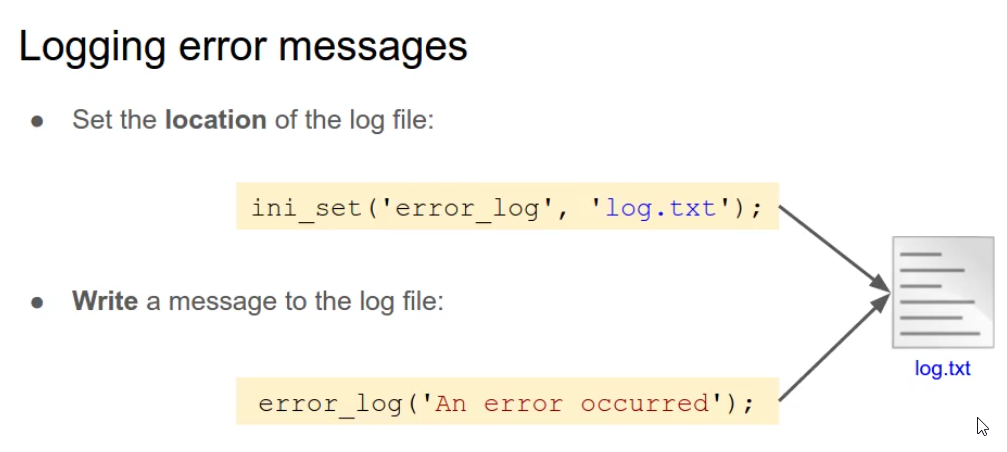 Logging error messages
● Set the location of the log file:
ini_set('error_log', 'log.txt');
● Write a message to the log file:
log.txt
error_log('An error occurred');